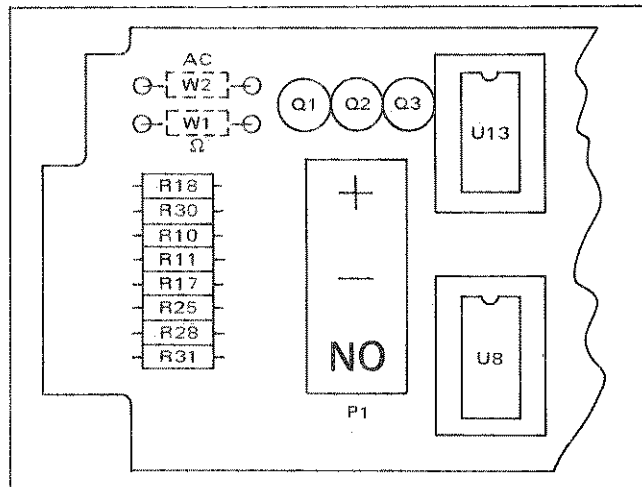 AC
W2
W1
Ω
Q1 Q2 Q3
U13
R18
R30
R10
R11
R17
R25
R28
R31
+
−
NO
P1
U8